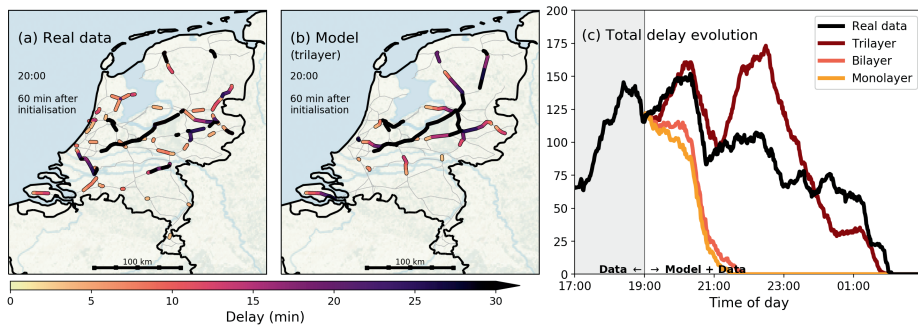 (a) Real data
20:00
60 min after
initialisation
100 km
(b) Model
(trilayer)
20:00
60 min after
initialisation
100 km
0 5 10 15 20 25 30
Delay (min)
(c) Total delay evolution
Real data
Trilayer
Bilayer
Monolayer
200
175
150
125
100
75
50
25
0
Data ← → Model + Data
17:00 19:00 21:00 23:00 01:00
Time of day